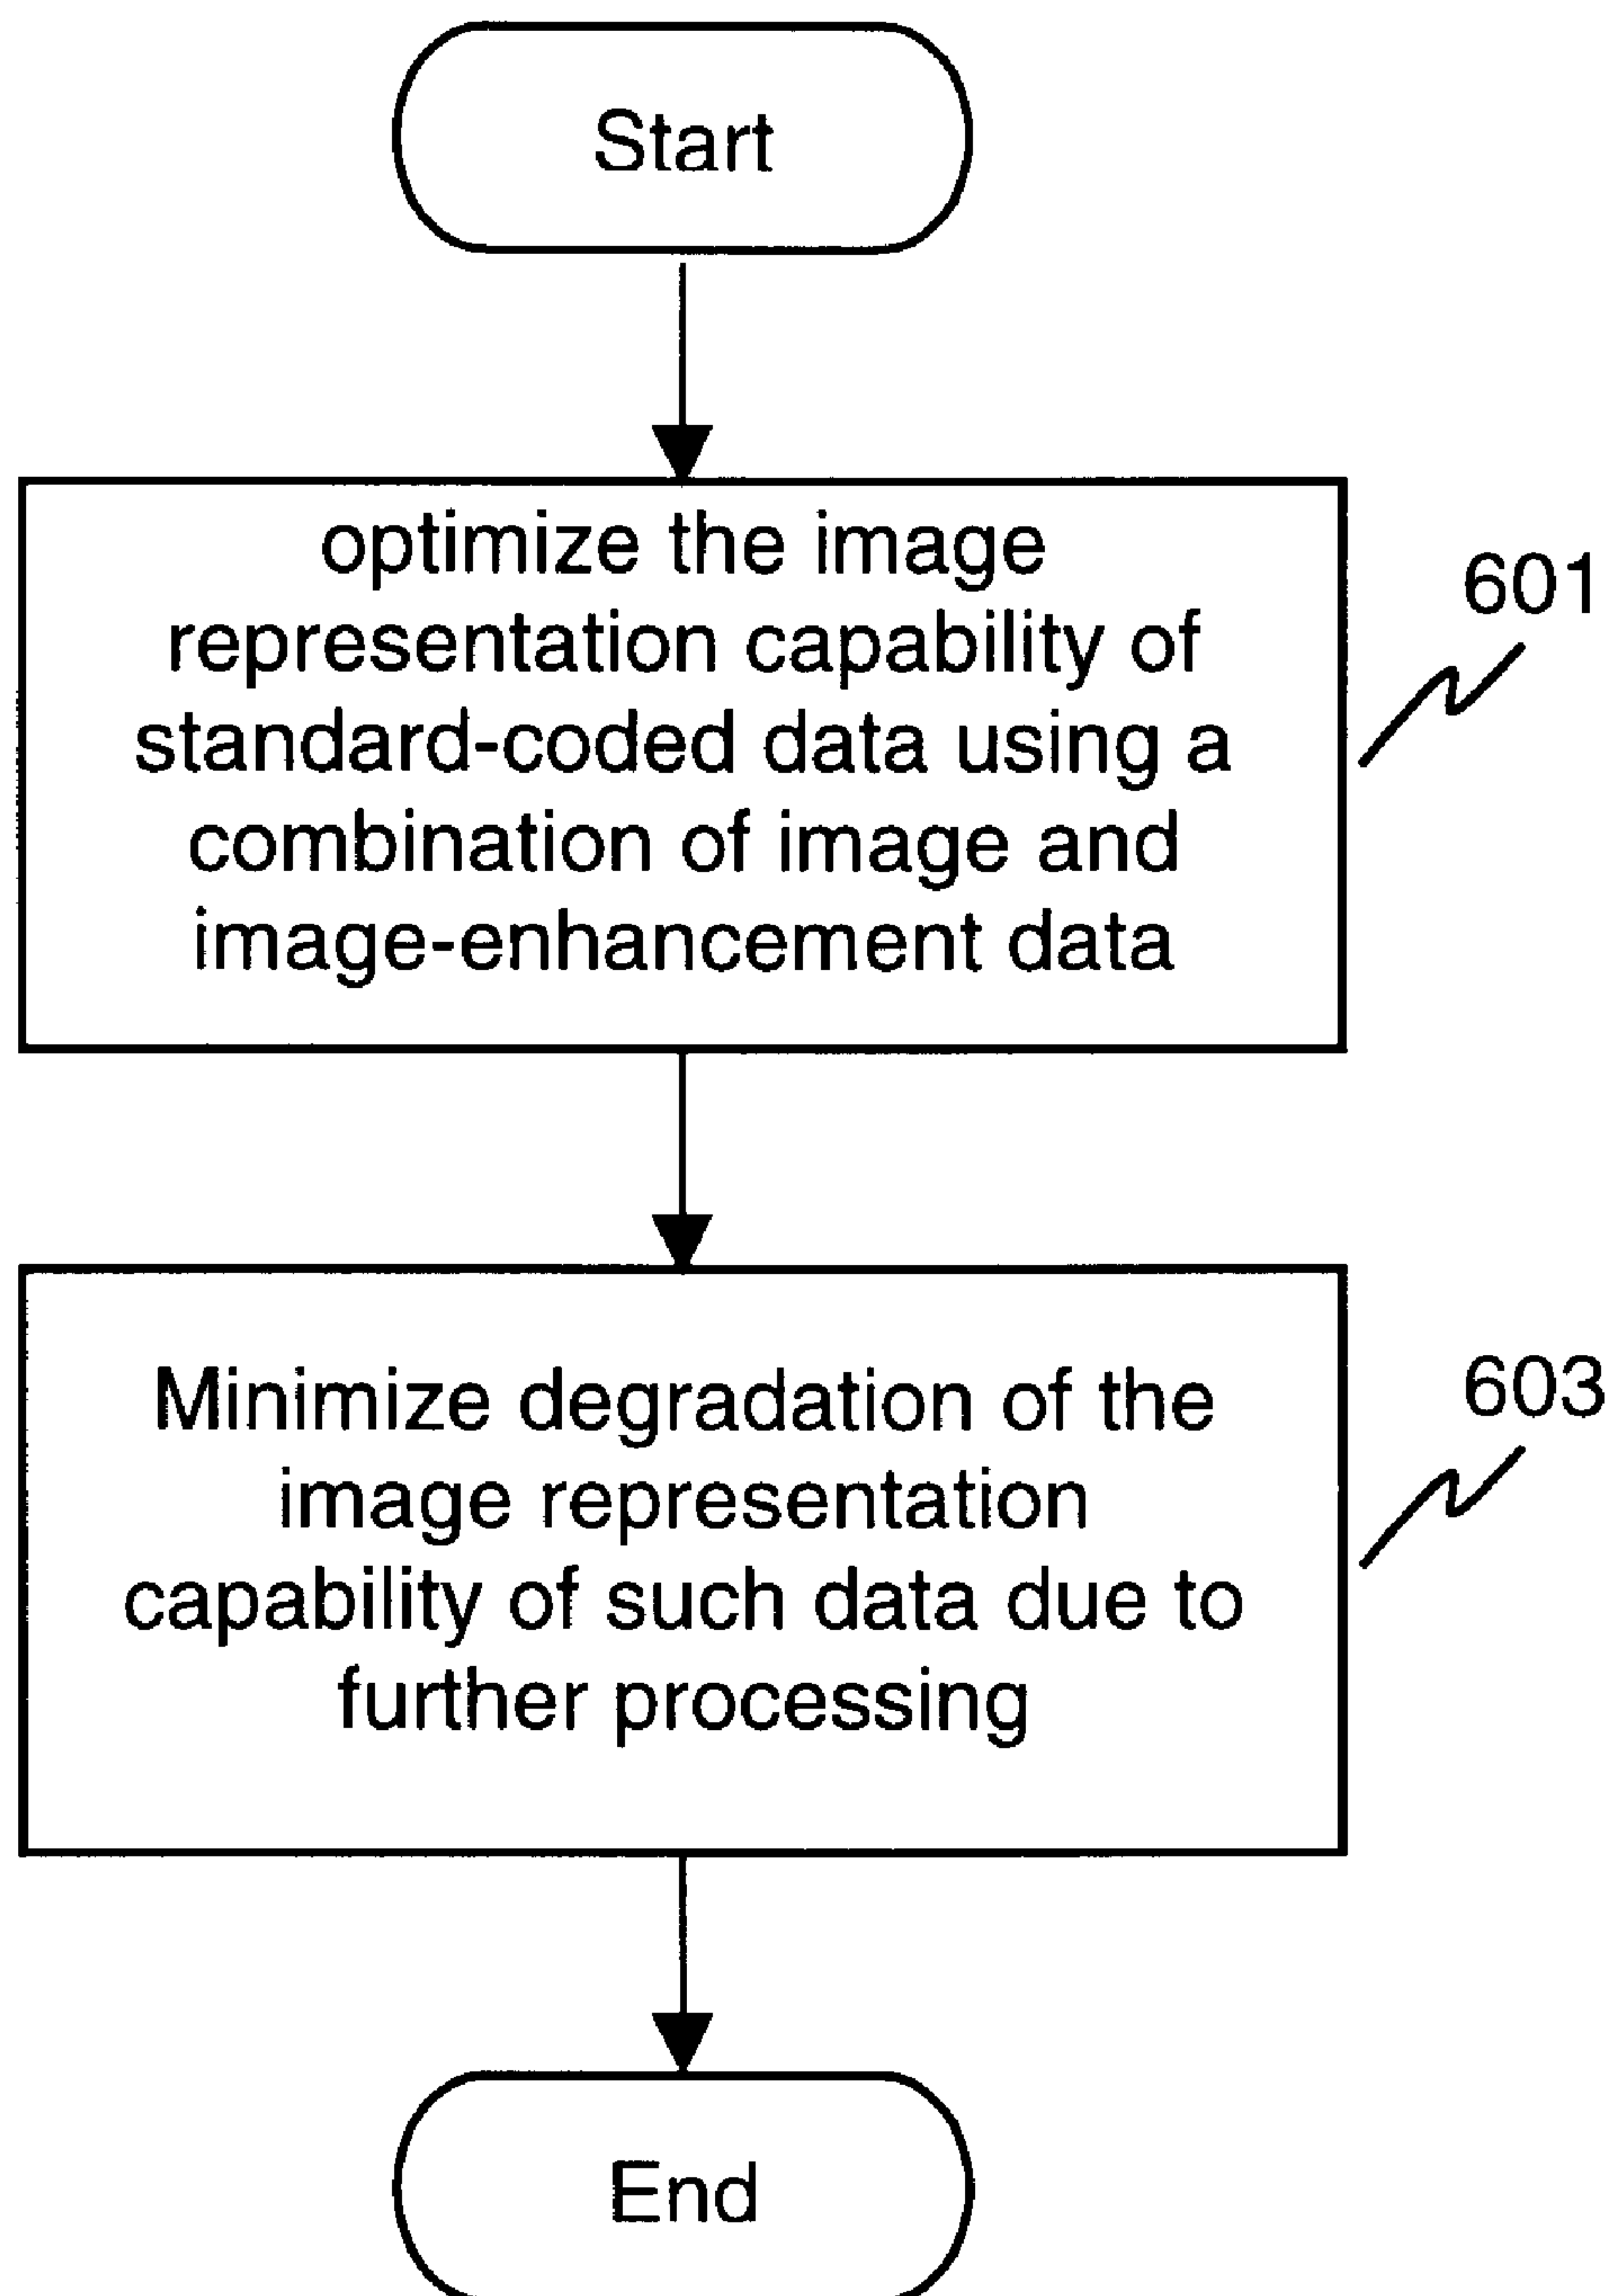 Start
optimize the image
representation capability of
standard-coded data using a
combination of image and
image-enhancement data
601
Minimize degradation of the
image representation
capability of such data due to
further processing
603
End